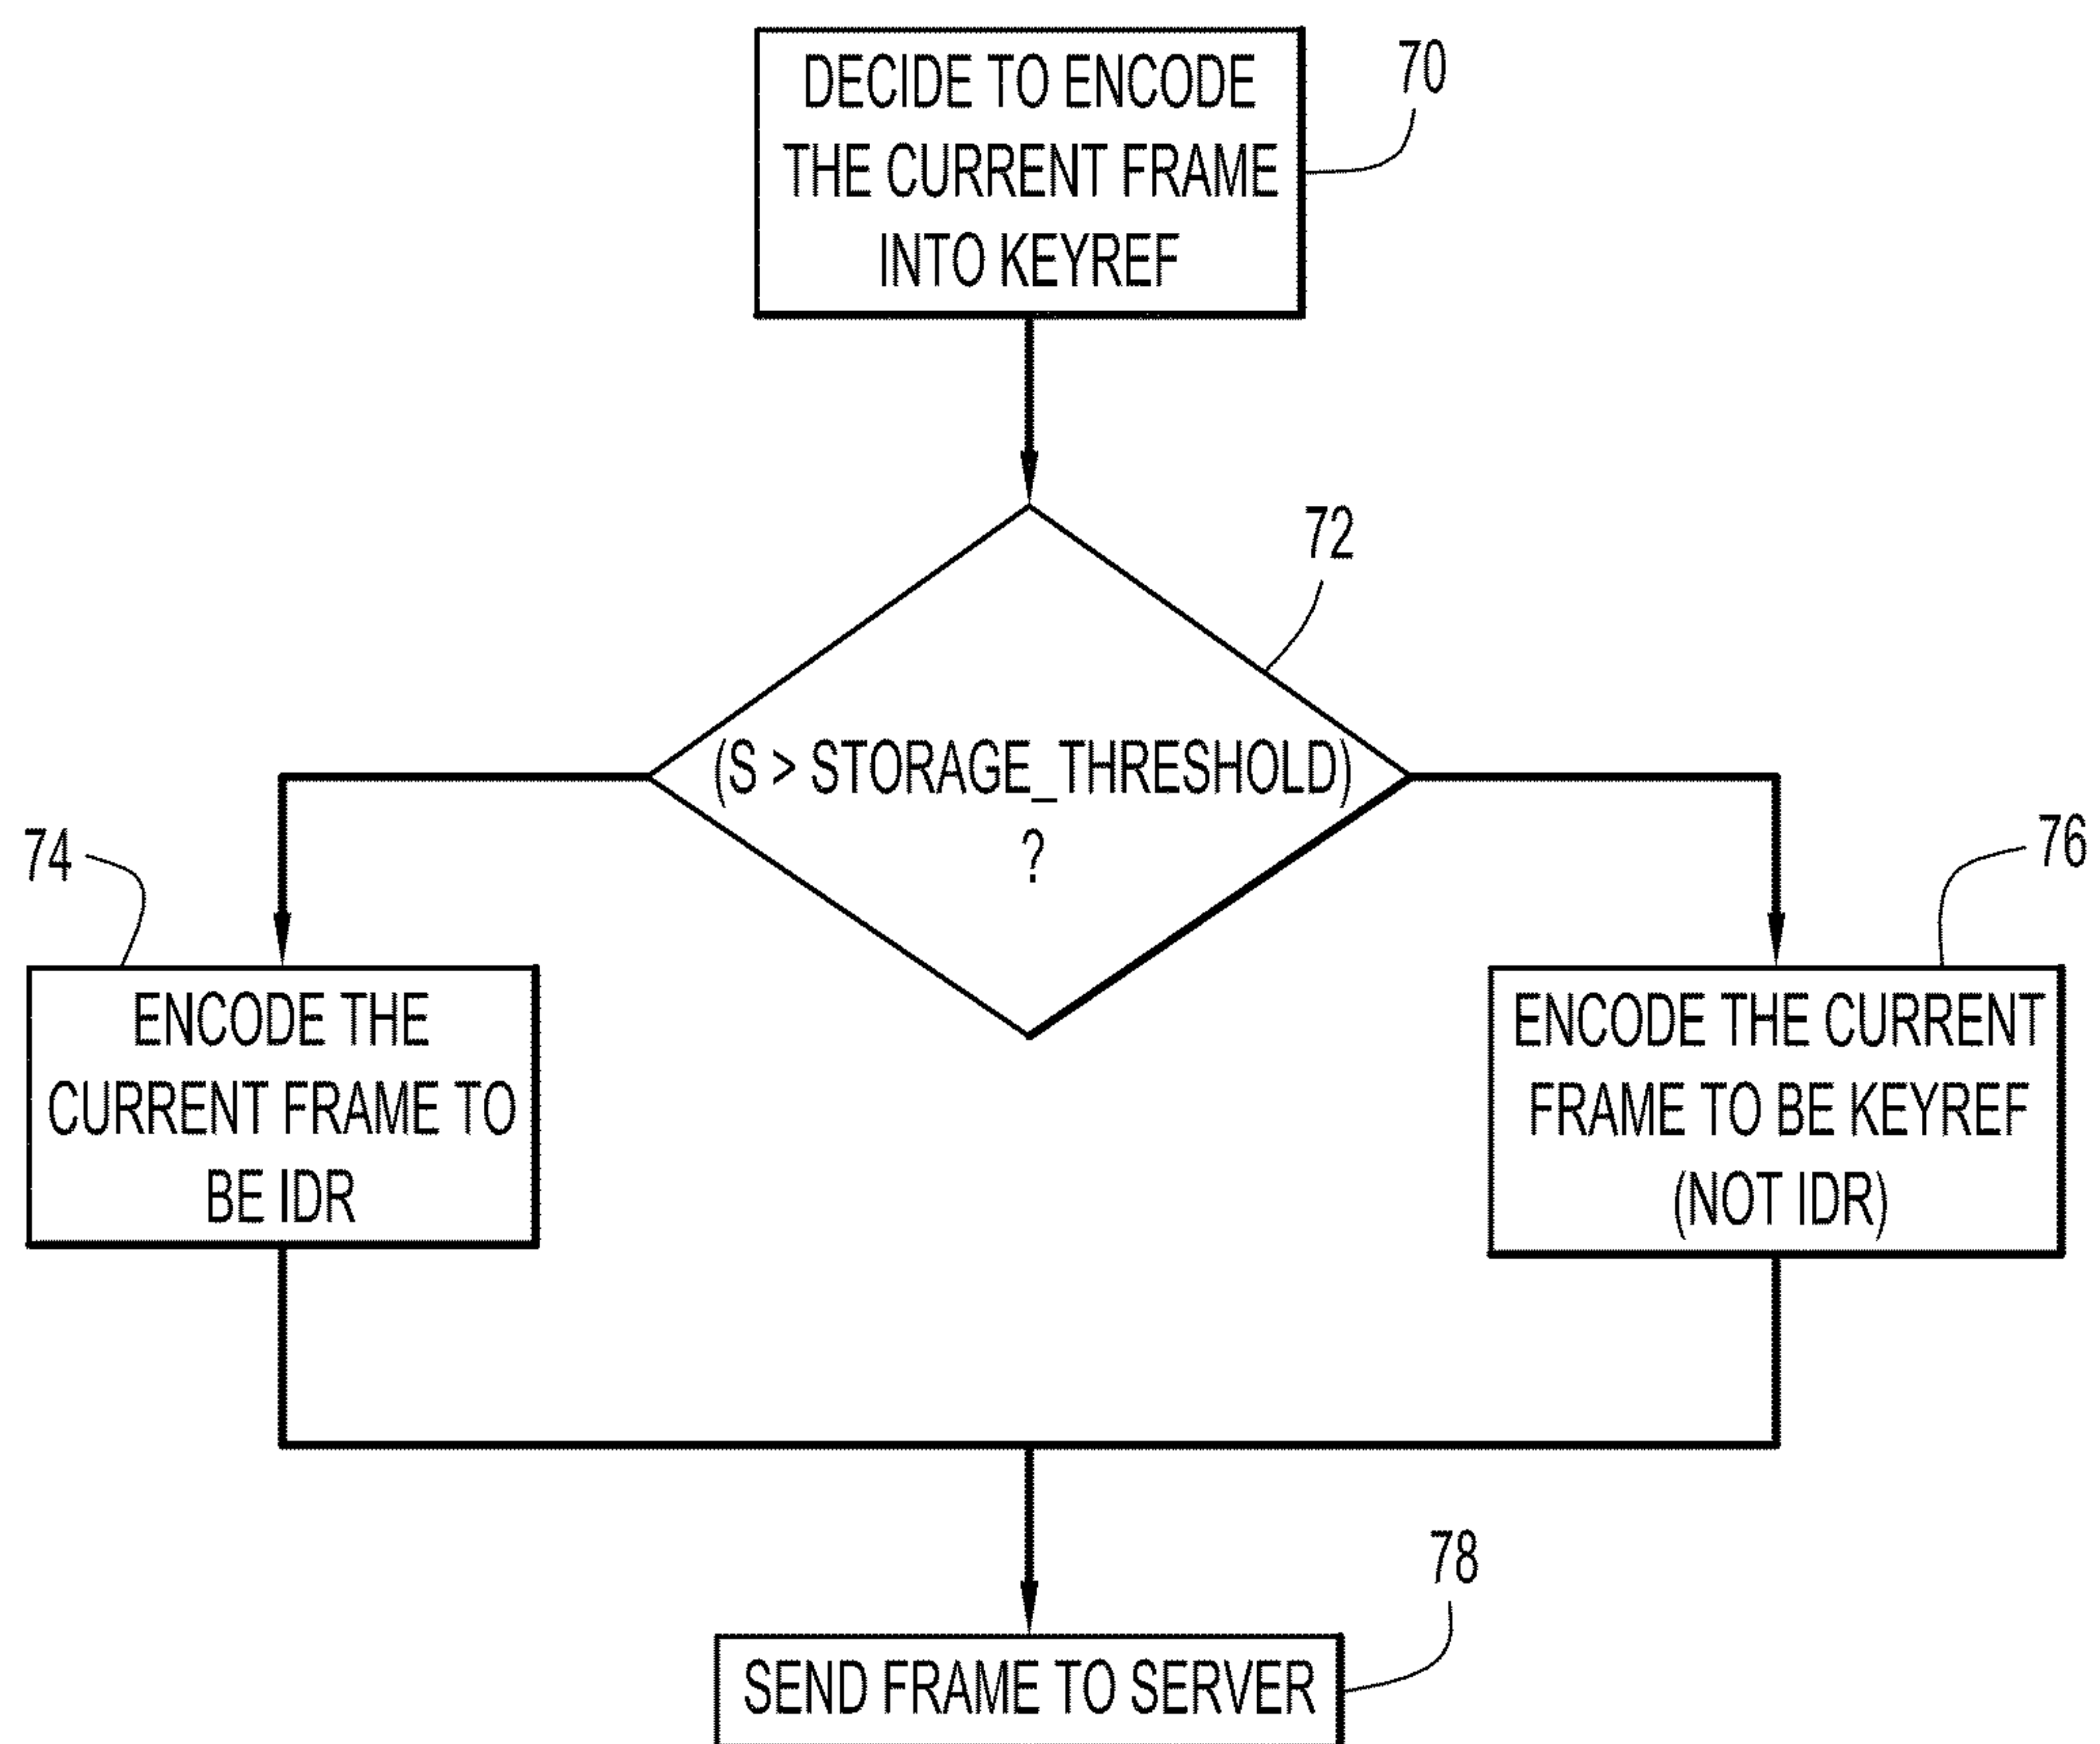 DECIDE TO ENCODE
THE CURRENT FRAME
INTO KEYREF
70
72
(S > STORAGE_THRESHOLD)
?
74
ENCODE THE
CURRENT FRAME TO
BE IDR
76
ENCODE THE CURRENT
FRAME TO BE KEYREF
(NOT IDR)
78
SEND FRAME TO SERVER